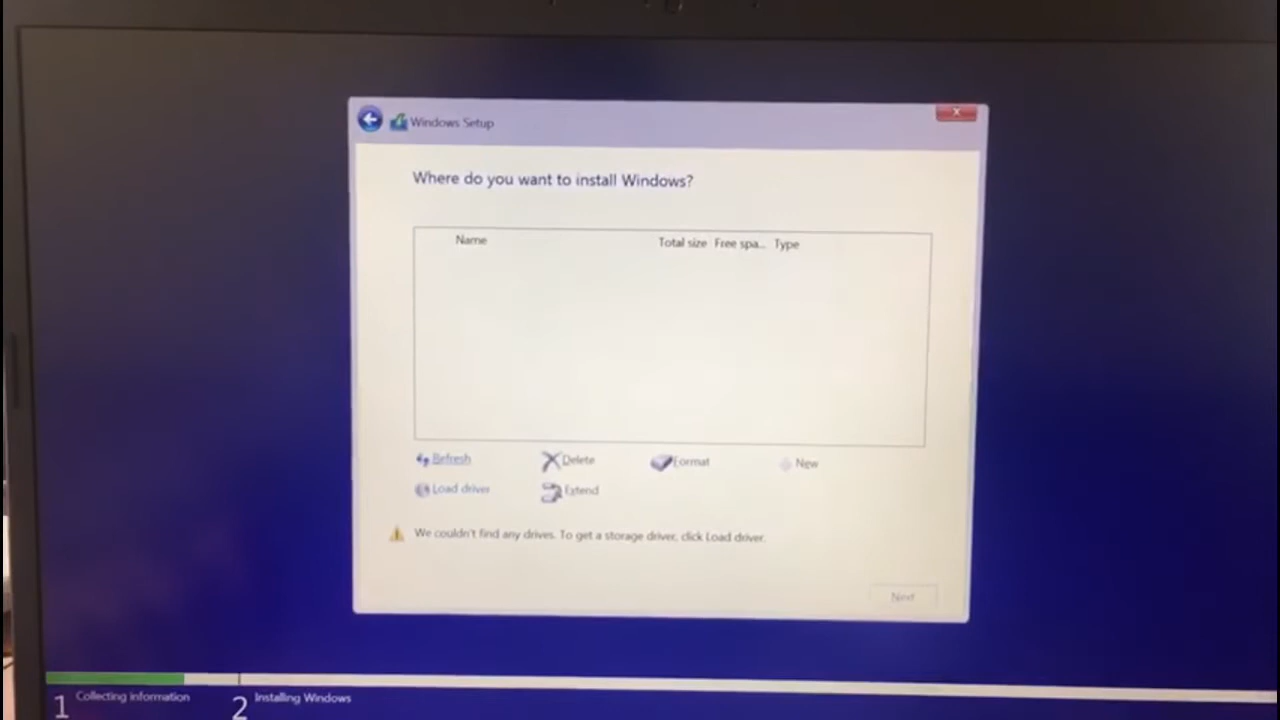 Windows Setup
x
Where do you want to install Windows?
Name Total size Free spa... Type
Refresh Delete Format New
Load driver Extend
We couldn't find any drives. To get a storage driver, click Load driver.
Next
1 Collecting information 2 Installing Windows